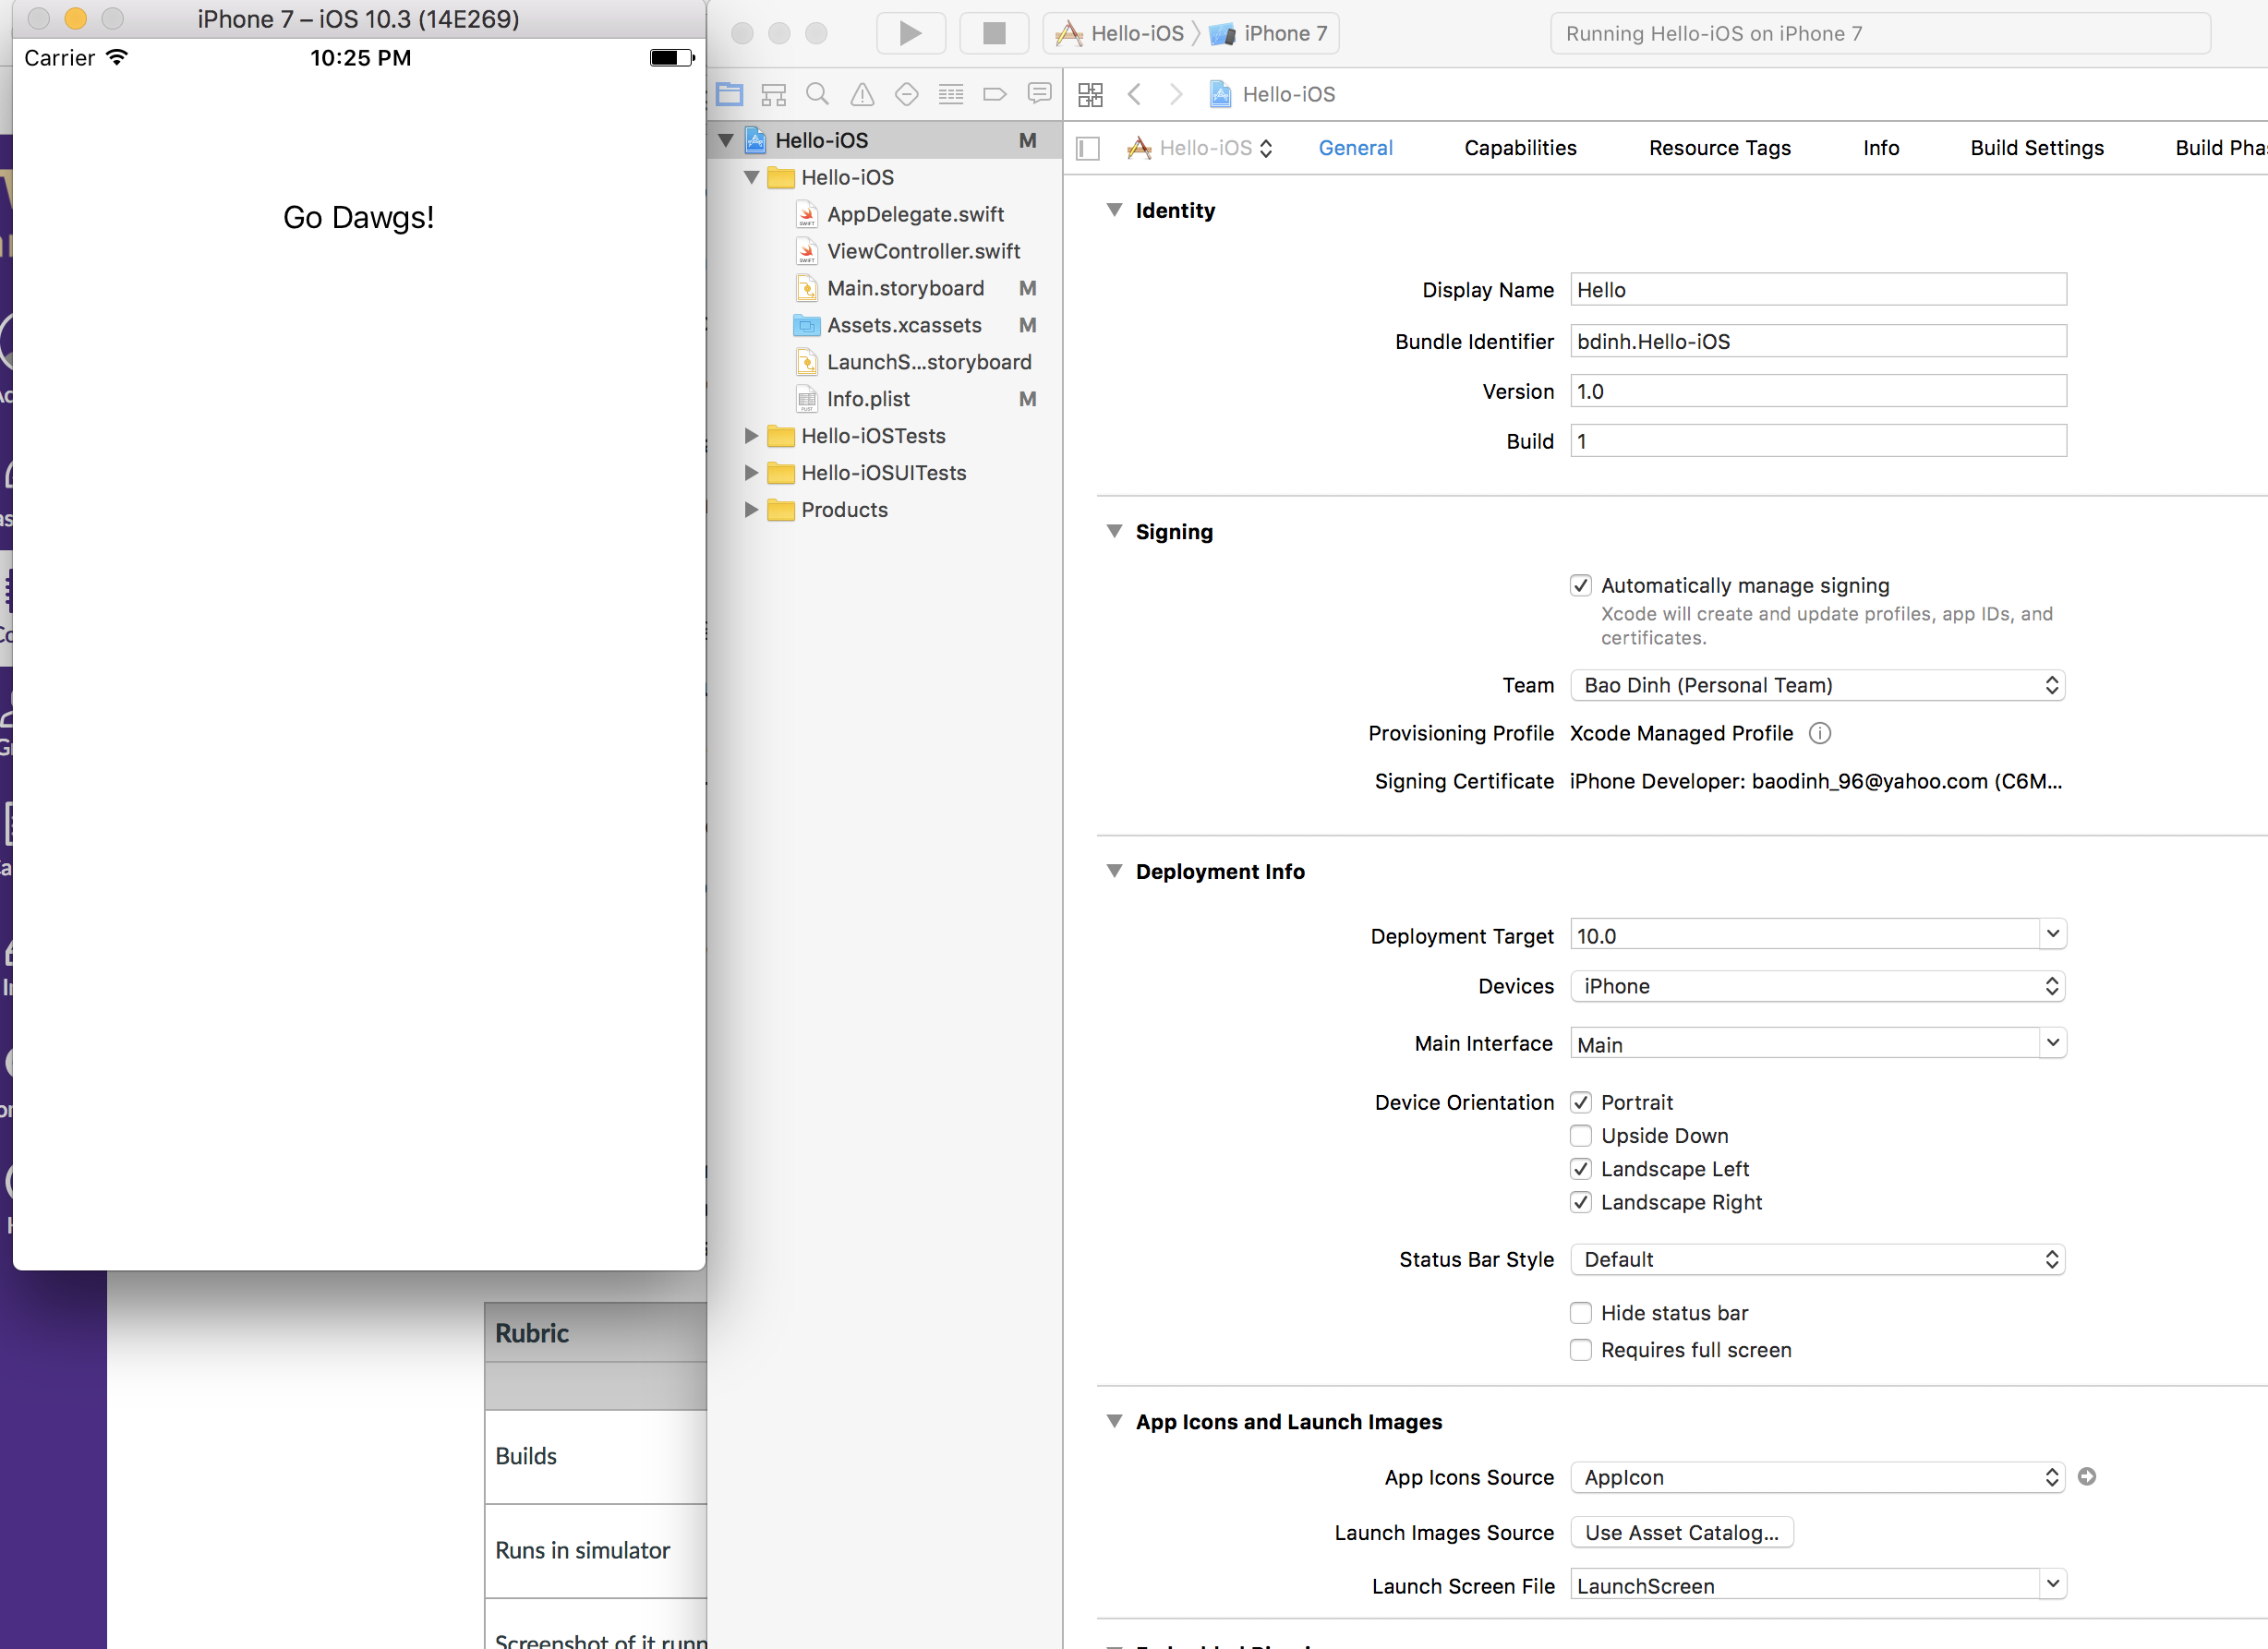 iPhone 7 – iOS 10.3 (14E269)
Carrier
10:25 PM
Go Dawgs!
Rubric
Builds
Runs in simulator
Screenshot of it runn
Hello-iOS
iPhone 7
Running Hello-iOS on iPhone 7
Hello-iOS
Hello-iOS M
Hello-iOS
AppDelegate.swift
ViewController.swift
Main.storyboard M
Assets.xcassets M
LaunchS...storyboard
Info.plist M
Hello-iOSTests
Hello-iOSUITests
Products
Hello-iOS General Capabilities Resource Tags Info Build Settings Build Pha
Identity
Display Name Hello
Bundle Identifier bdinh.Hello-iOS
Version 1.0
Build 1
Signing
Automatically manage signing
Xcode will create and update profiles, app IDs, and
certificates.
Team Bao Dinh (Personal Team)
Provisioning Profile Xcode Managed Profile
Signing Certificate iPhone Developer: baodinh_96@yahoo.com (C6M...
Deployment Info
Deployment Target 10.0
Devices iPhone
Main Interface Main
Device Orientation Portrait
Upside Down
Landscape Left
Landscape Right
Status Bar Style Default
Hide status bar
Requires full screen
App Icons and Launch Images
App Icons Source AppIcon
Launch Images Source Use Asset Catalog...
Launch Screen File LaunchScreen